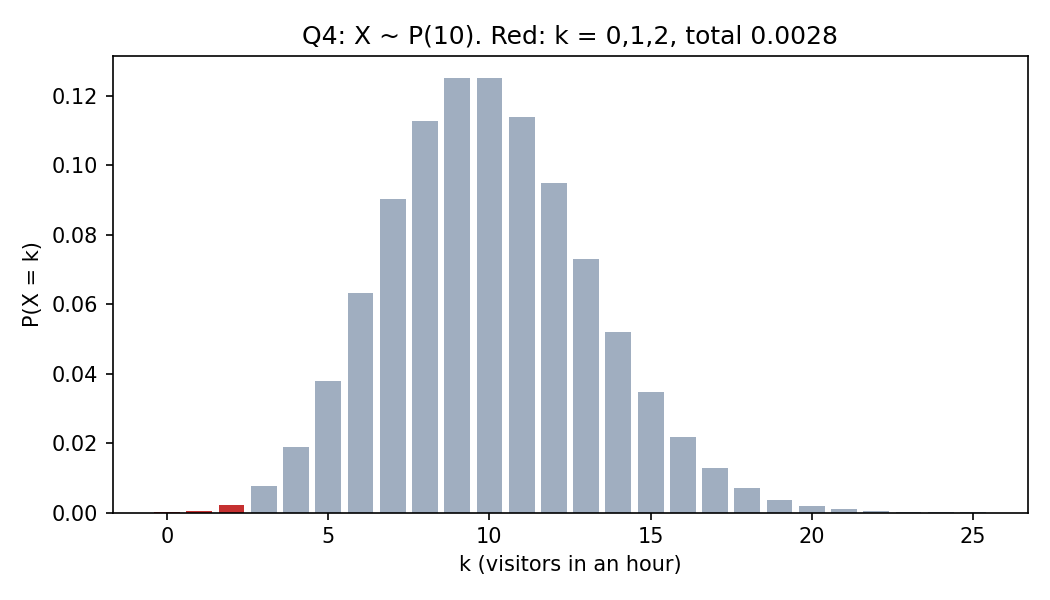 Q4: X ~ P(10). Red: k = 0,1,2, total 0.0028
P(X = k)
0.12
0.10
0.08
0.06
0.04
0.02
0.00
0 5 10 15 20 25
k (visitors in an hour)